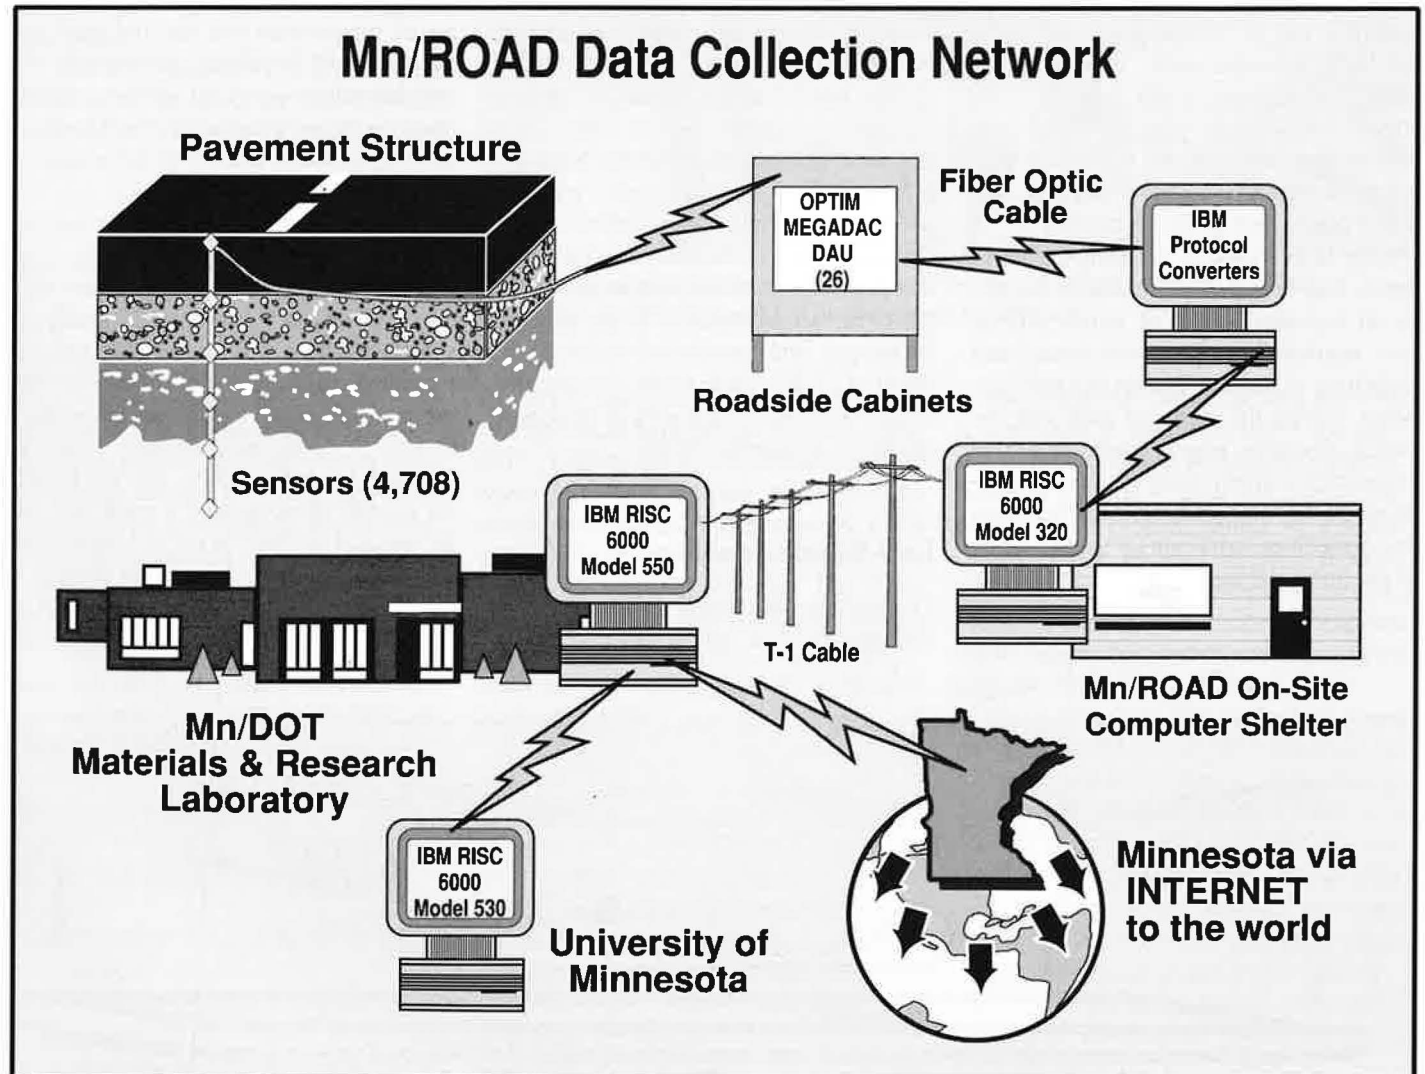 Mn/ROAD Data Collection Network
Pavement Structure
Sensors (4,708)
OPTIM
MEGADAC
DAU
(26)
Roadside Cabinets
Fiber Optic
Cable
IBM
Protocol
Converters
IBM RISC
6000
Model 320
Mn/ROAD On-Site
Computer Shelter
T-1 Cable
IBM RISC
6000
Model 550
Mn/DOT
Materials & Research
Laboratory
IBM RISC
6000
Model 530
University of
Minnesota
Minnesota via
INTERNET
to the world